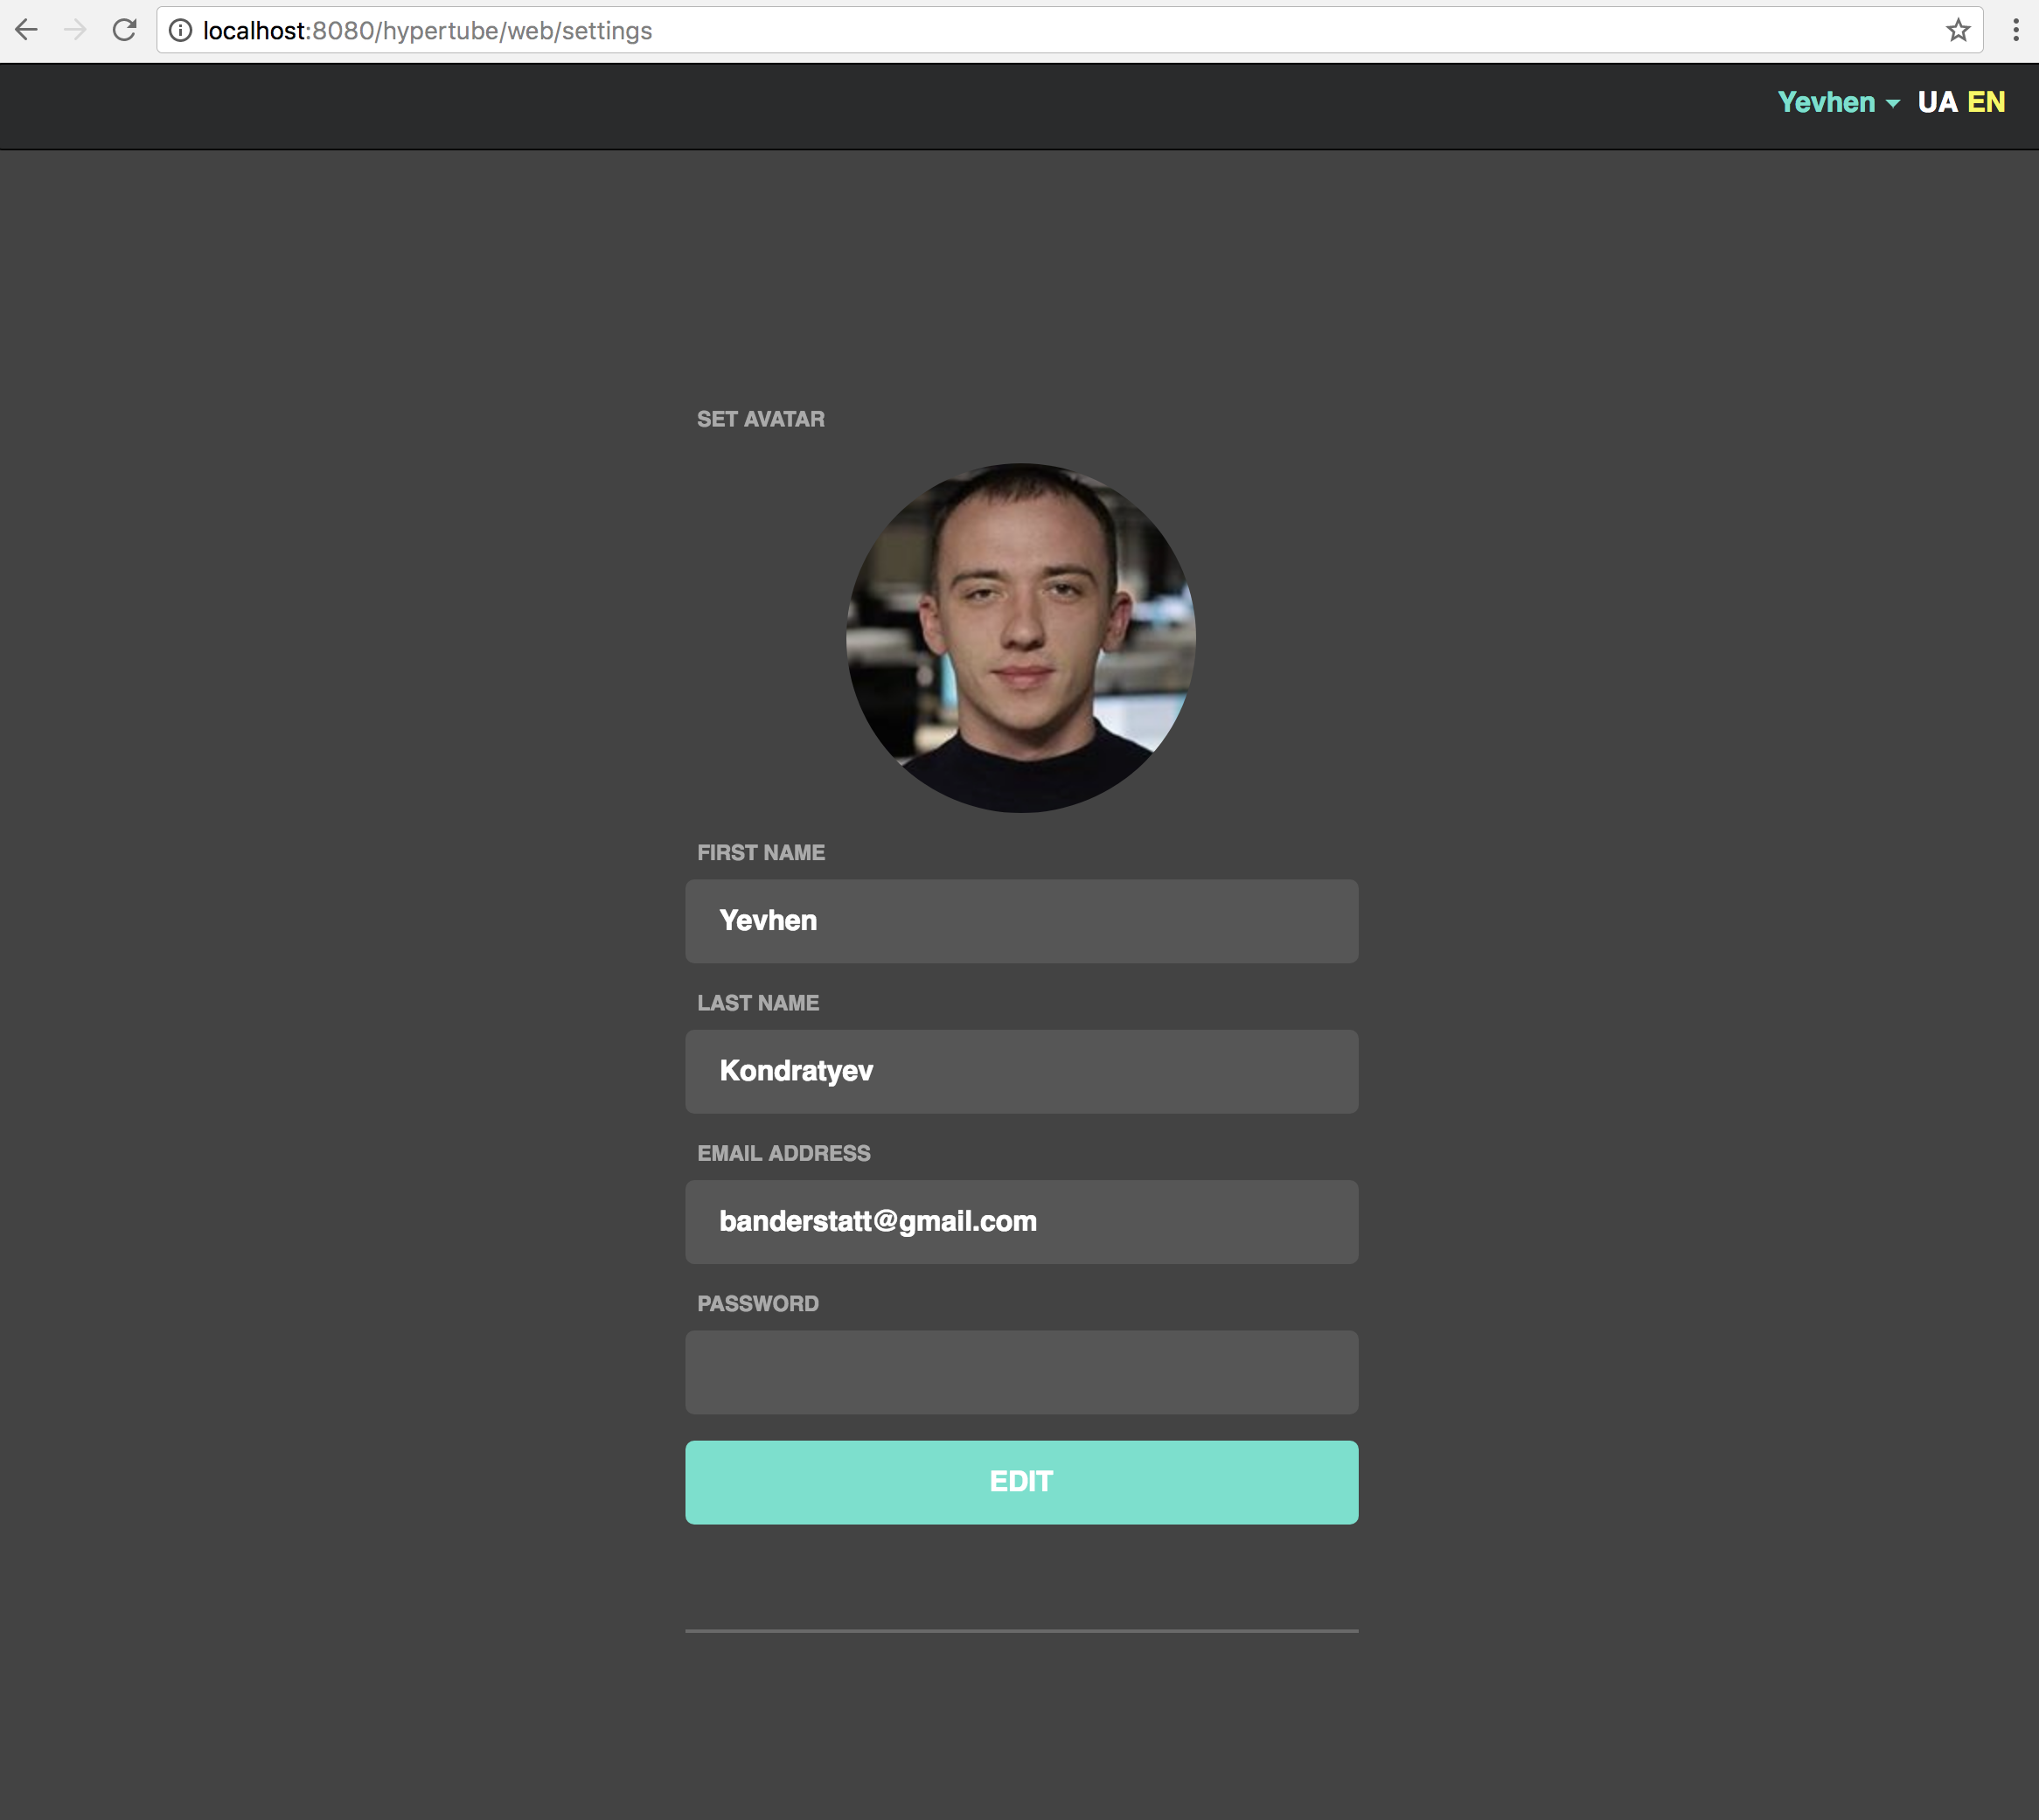 localhost:8080/hypertube/web/settings
Yevhen UA EN
SET AVATAR
FIRST NAME
Yevhen
LAST NAME
Kondratyev
EMAIL ADDRESS
banderstatt@gmail.com
PASSWORD
EDIT